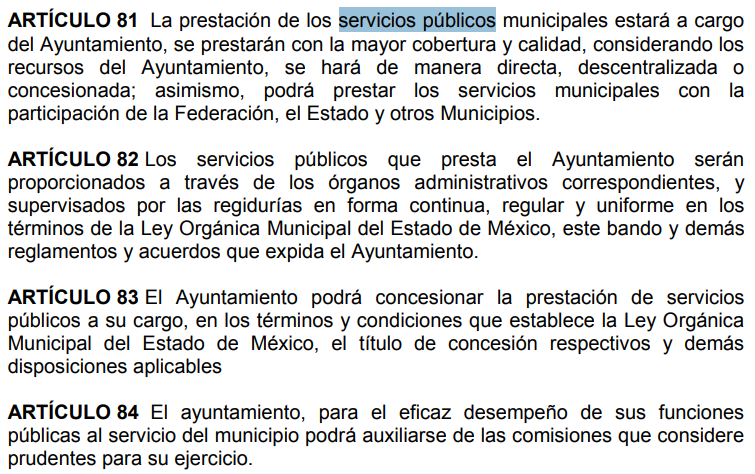 ARTÍCULO 81 La prestación de los servicios públicos municipales estará a cargo
del Ayuntamiento, se prestarán con la mayor cobertura y calidad, considerando los
recursos del Ayuntamiento, se hará de manera directa, descentralizada o
concesionada; asimismo, podrá prestar los servicios municipales con la
participación de la Federación, el Estado y otros Municipios.
ARTÍCULO 82 Los servicios públicos que presta el Ayuntamiento serán
proporcionados a través de los órganos administrativos correspondientes, y
supervisados por las regidurías en forma continua, regular y uniforme en los
términos de la Ley Orgánica Municipal del Estado de México, este bando y demás
reglamentos y acuerdos que expida el Ayuntamiento.
ARTÍCULO 83 El Ayuntamiento podrá concesionar la prestación de servicios
públicos a su cargo, en los términos y condiciones que establece la Ley Orgánica
Municipal del Estado de México, el título de concesión respectivos y demás
disposiciones aplicables
ARTÍCULO 84 El ayuntamiento, para el eficaz desempeño de sus funciones
públicas al servicio del municipio podrá auxiliarse de las comisiones que considere
prudentes para su ejercicio.